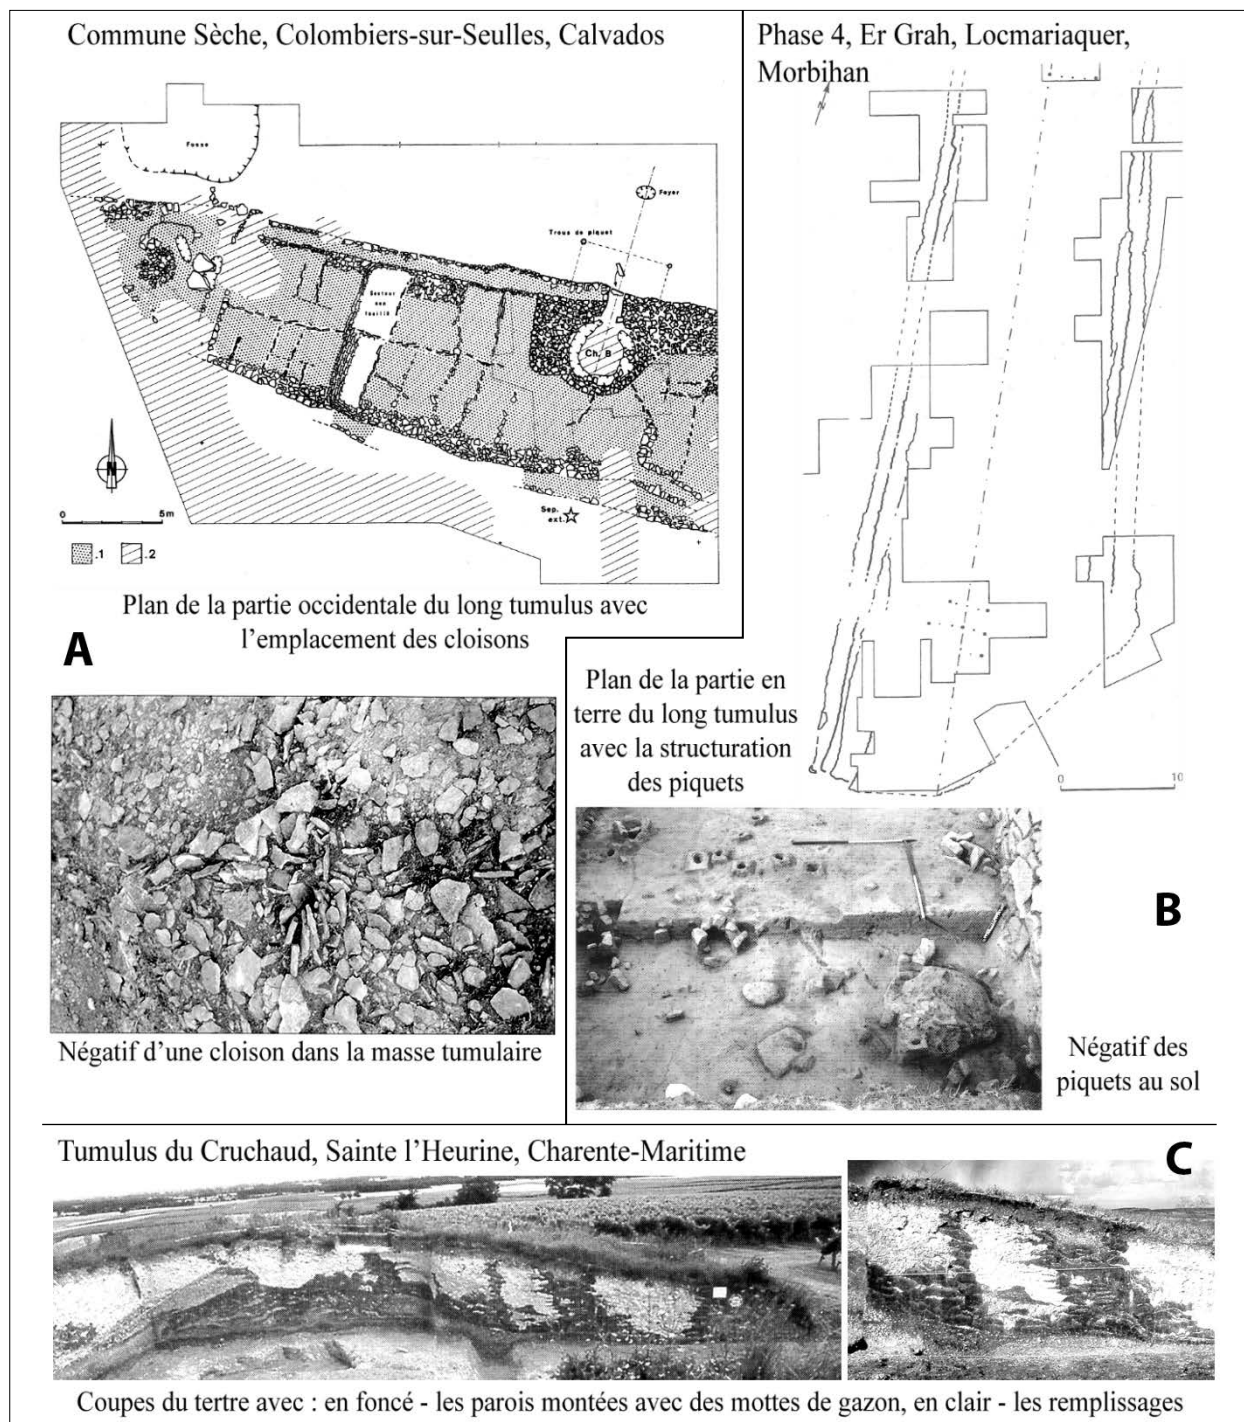 Commune Sèche, Colombiers-sur-Seulles, Calvados
Fosse
Foyer
Trous de piquet
Secteur
non
fouillé
Ch. B
N
0 5m
Sep.
ext.
.1 .2
Plan de la partie occidentale du long tumulus avec
l'emplacement des cloisons
A
Négatif d'une cloison dans la masse tumulaire
Phase 4, Er Grah, Locmariaquer,
Morbihan
N
0 10
Plan de la partie en
terre du long tumulus
avec la structuration
des piquets
B
Négatif des
piquets au sol
Tumulus du Cruchaud, Sainte l'Heurine, Charente-Maritime
C
Coupes du tertre avec : en foncé - les parois montées avec des mottes de gazon, en clair - les remplissages